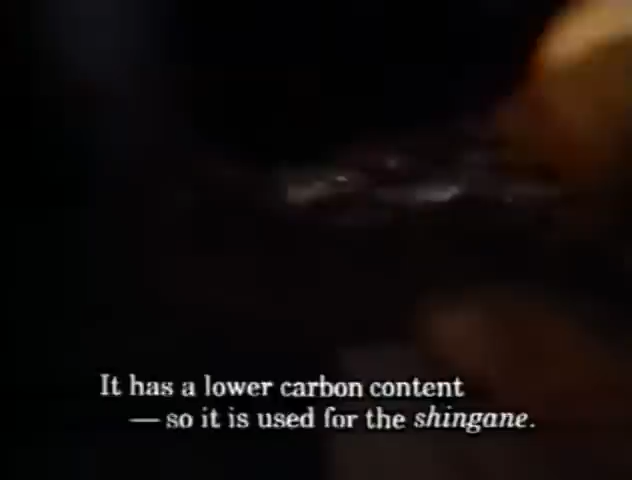 It has a lower carbon content
— so it is used for the shingane.